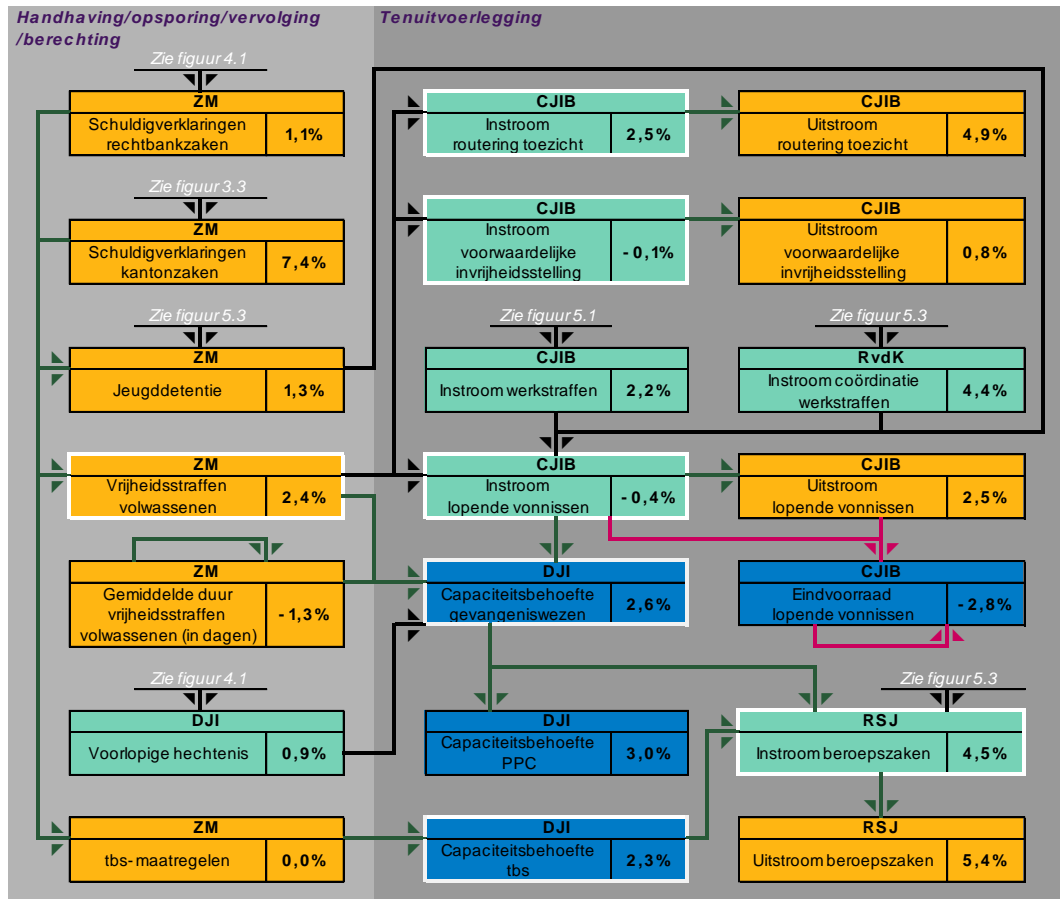 Handhaving/opsporing/vervolging
/berechting
Tenuitvoerlegging
Zie figuur 4.1
ZM
Schuldigverklaringen
rechtbankzaken
1,1%
CJIB
Instroom
routering toezicht
2,5%
CJIB
Uitstroom
routering toezicht
4,9%
Zie figuur 3.3
ZM
Schuldigverklaringen
kantonzaken
7,4%
CJIB
Instroom
voorwaardelijke
invrijheidsstelling
-0,1%
CJIB
Uitstroom
voorwaardelijke
invrijheidsstelling
0,8%
Zie figuur 5.3
ZM
Jeugddetentie
1,3%
Zie figuur 5.1
CJIB
Instroom werkstraffen
2,2%
Zie figuur 5.3
RvdK
Instroom coördinatie
werkstraffen
4,4%
ZM
Vrijheidsstraffen
volwassenen
2,4%
CJIB
Instroom
lopende vonnissen
-0,4%
CJIB
Uitstroom
lopende vonnissen
2,5%
ZM
Gemiddelde duur
vrijheidsstraffen
volwassenen (in dagen)
-1,3%
DJI
Capaciteitsbehoefte
gevangeniswezen
2,6%
CJIB
Eindvoorraad
lopende vonnissen
-2,8%
Zie figuur 4.1
DJI
Voorlopige hechtenis
0,9%
DJI
Capaciteitsbehoefte
PPC
3,0%
Zie figuur 5.3
RSJ
Instroom beroepszaken
4,5%
ZM
tbs-maatregelen
0,0%
DJI
Capaciteitsbehoefte
tbs
2,3%
RSJ
Uitstroom beroepszaken
5,4%